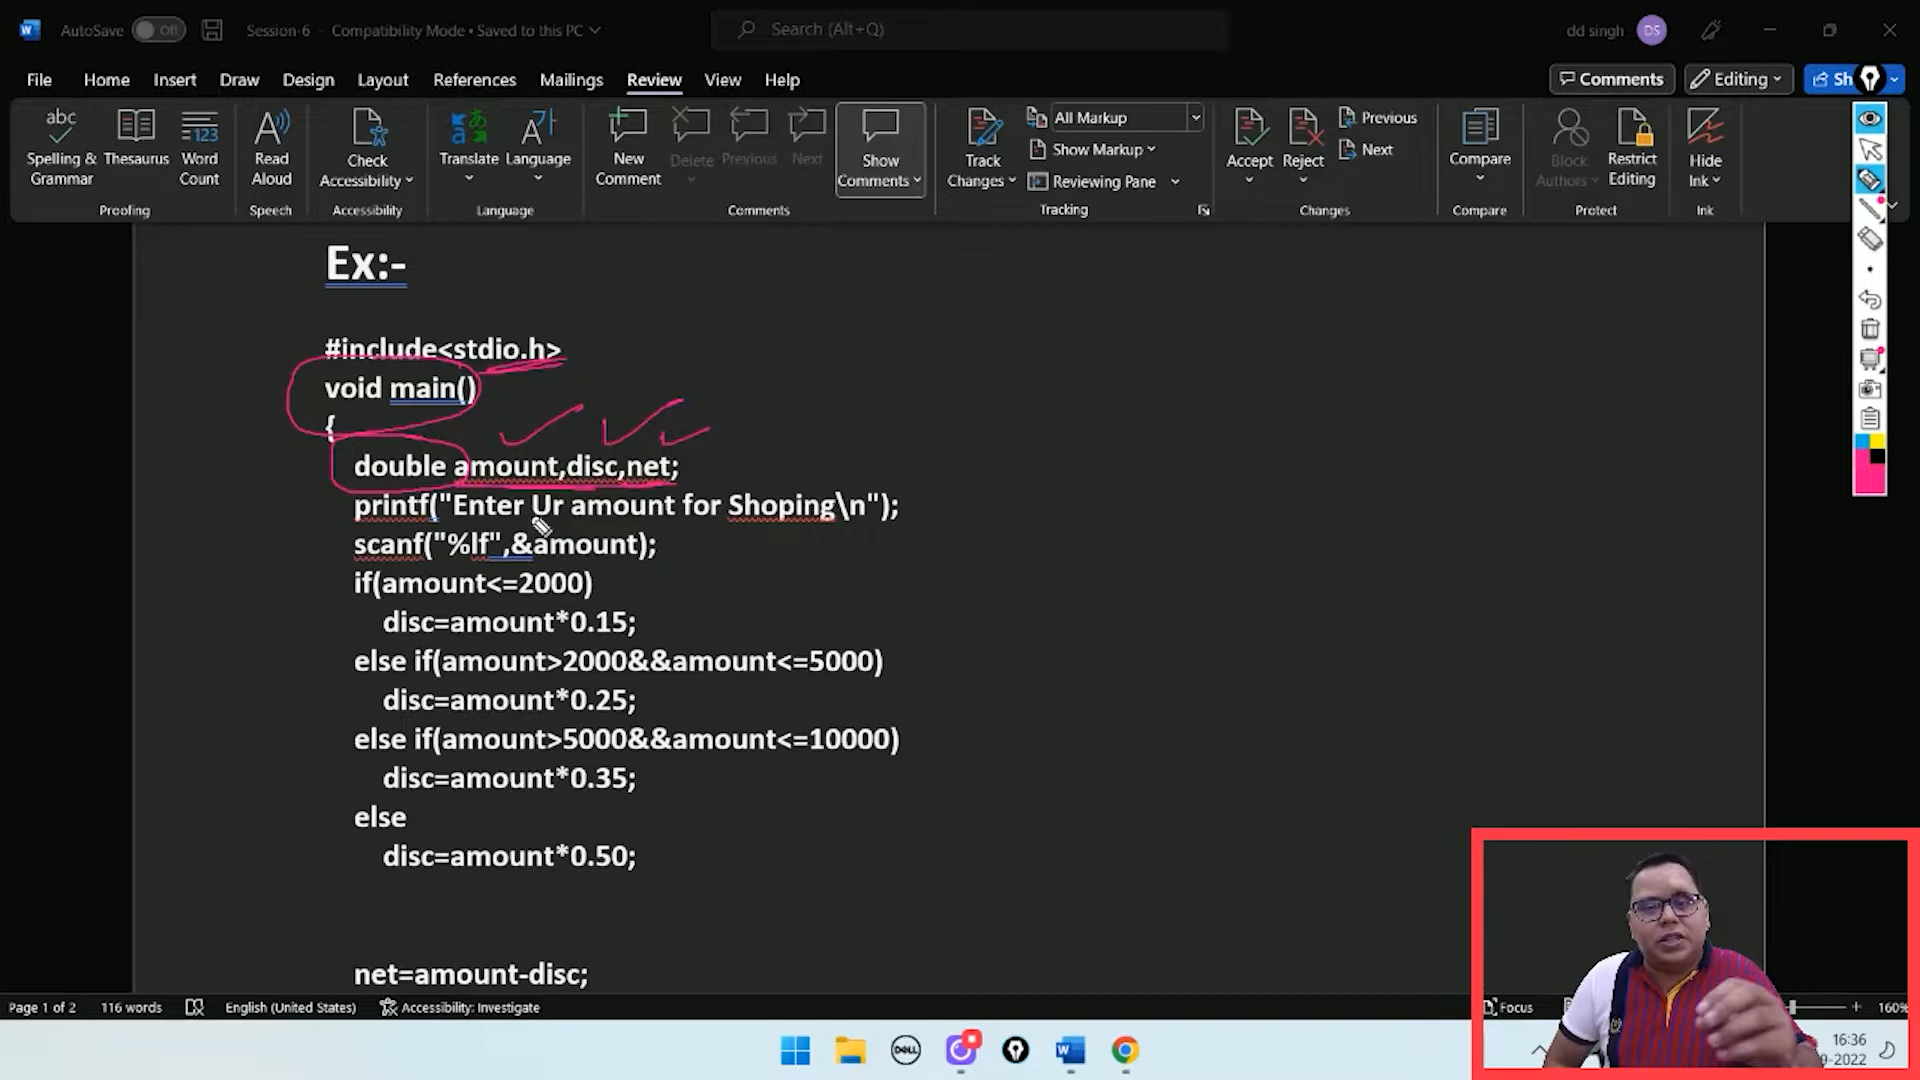 AutoSave Off Session-6 - Compatibility Mode • Saved to this PC Search (Alt+Q) dd singh DS
File Home Insert Draw Design Layout References Mailings Review View Help Comments Editing Sh
abc Spelling & Grammar
Thesaurus
123 Word Count
Read Aloud
Check Accessibility
Translate
Language
New Comment
Delete
Previous
Next
Show Comments
Track Changes
All Markup
Show Markup
Reviewing Pane
Accept
Reject
Previous
Next
Compare
Block Authors
Restrict Editing
Hide Ink
Proofing Speech Accessibility Language Comments Tracking Changes Compare Protect Ink
Ex:-
#include<stdio.h>
void main()
{
double amount,disc,net;
printf("Enter Ur amount for Shoping\n");
scanf("%lf",&amount);
if(amount<=2000)
disc=amount*0.15;
else if(amount>2000&&amount<=5000)
disc=amount*0.25;
else if(amount>5000&&amount<=10000)
disc=amount*0.35;
else
disc=amount*0.50;
net=amount-disc;
Page 1 of 2 116 words English (United States) Accessibility: Investigate Focus 160%
DELL
16:36
9-2022